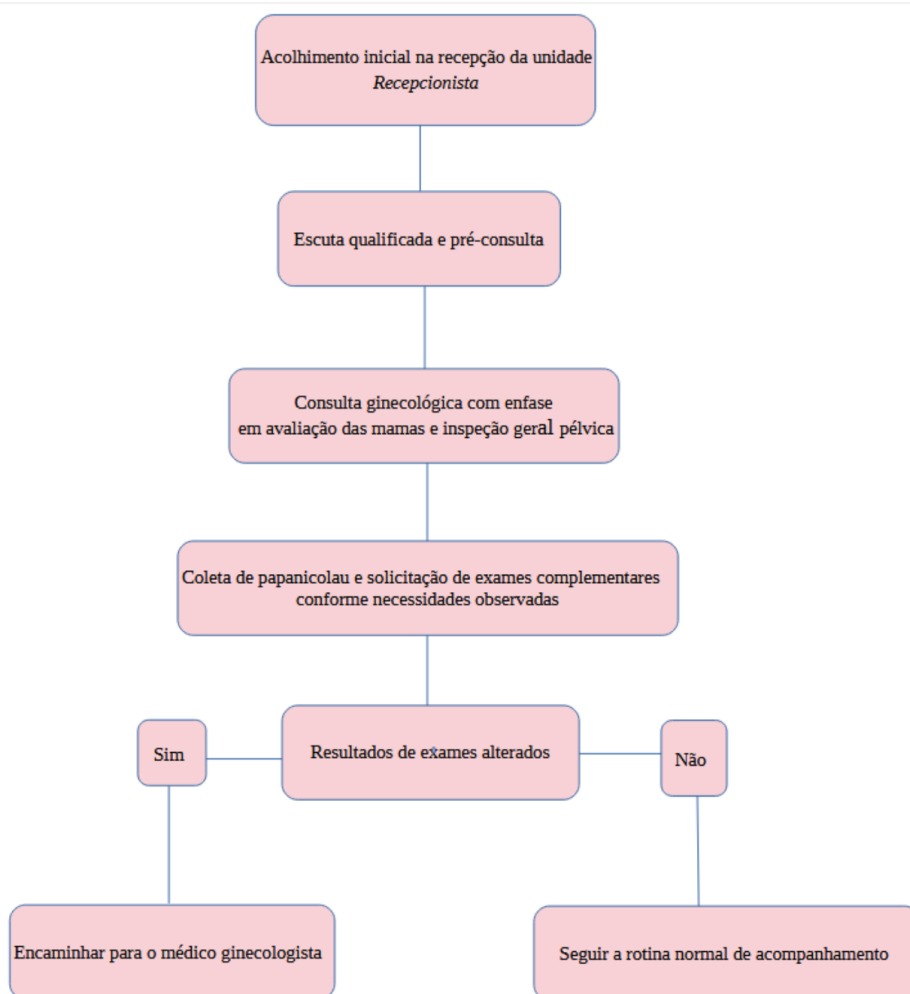 Acolhimento inicial na recepção da unidade
Recepcionista
Escuta qualificada e pré-consulta
Consulta ginecológica com enfase
em avaliação das mamas e inspeção geral pélvica
Coleta de papanicolau e solicitação de exames complementares
conforme necessidades observadas
Sim
Resultados de exames alterados
Não
Encaminhar para o médico ginecologista
Seguir a rotina normal de acompanhamento